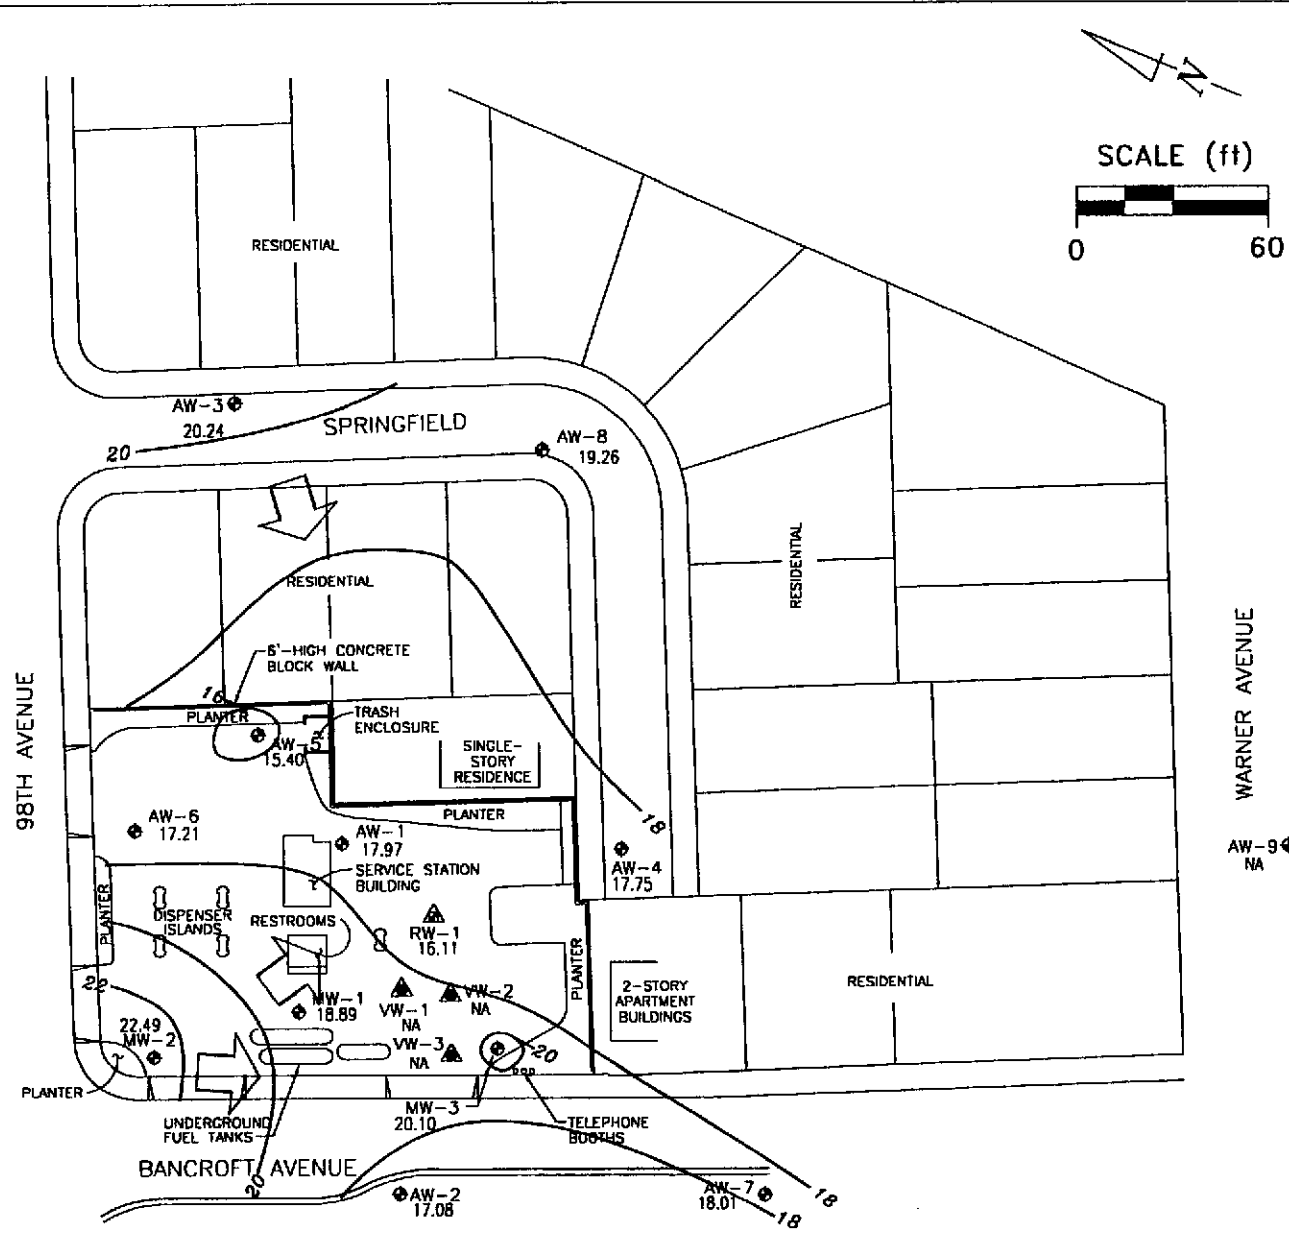 N
SCALE (ft)
0 60
RESIDENTIAL
AW-3
20.24
SPRINGFIELD
20
AW-8
19.26
RESIDENTIAL
RESIDENTIAL
6'-HIGH CONCRETE
BLOCK WALL
16
PLANTER
TRASH
ENCLOSURE
AW-5
15.40
SINGLE-
STORY
RESIDENCE
98TH AVENUE
WARNER AVENUE
PLANTER
18
AW-6
17.21
AW-1
17.97
AW-4
17.75
AW-9
NA
SERVICE STATION
BUILDING
PLANTER
DISPENSER
ISLANDS
RESTROOMS
RW-1
16.11
PLANTER
2-STORY
APARTMENT
BUILDINGS
RESIDENTIAL
22
MW-1
18.89
VW-1
NA
VW-2
NA
22.49
MW-2
VW-3
NA
20
PLANTER
MW-3
20.10
UNDERGROUND
FUEL TANKS
TELEPHONE
BOOTHS
BANCROFT AVENUE
20
AW-2
17.08
AW-7
18.01
18
18